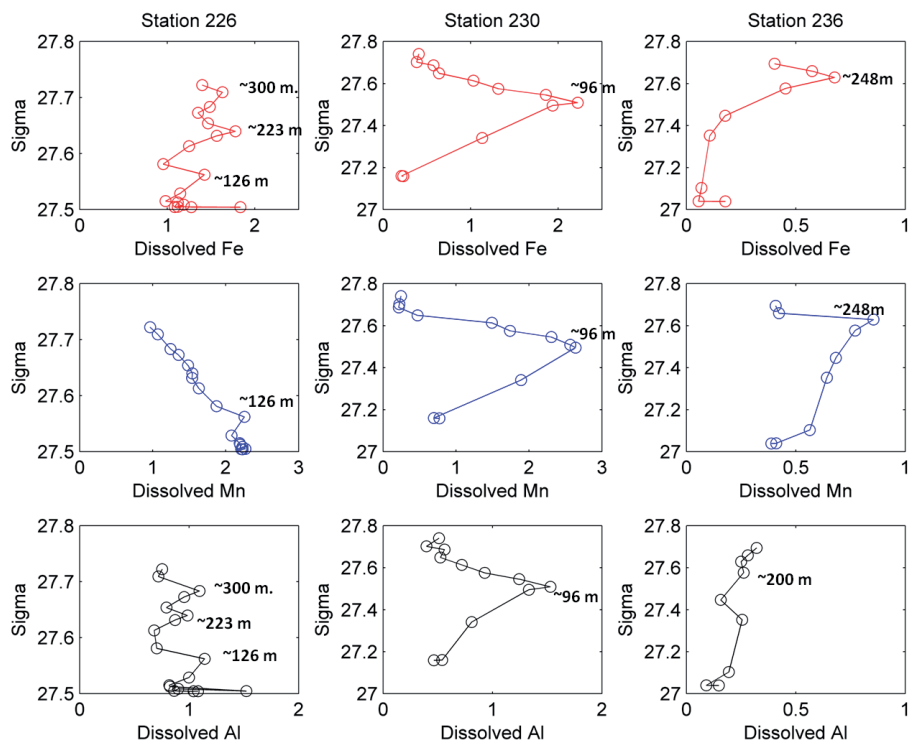 Station 226
Station 230
Station 236
27.8
27.7
27.6
27.5
Sigma
~300 m.
~223 m
~126 m
0
1
2
Dissolved Fe
27.8
27.6
27.4
27.2
27
Sigma
~96 m
0
1
2
Dissolved Fe
27.8
27.6
27.4
27.2
27
Sigma
~248m
0
0.5
1
Dissolved Fe
27.8
27.7
27.6
27.5
Sigma
~126 m
0
1
2
3
Dissolved Mn
27.8
27.6
27.4
27.2
27
Sigma
~96 m
0
1
2
3
Dissolved Mn
27.8
27.6
27.4
27.2
27
Sigma
~248m
0
0.5
1
Dissolved Mn
27.8
27.7
27.6
27.5
Sigma
~300 m.
~223 m
~126 m
0
1
2
Dissolved Al
27.8
27.6
27.4
27.2
27
Sigma
~96 m
0
1
2
Dissolved Al
27.8
27.6
27.4
27.2
27
Sigma
~200 m
0
0.5
1
Dissolved Al